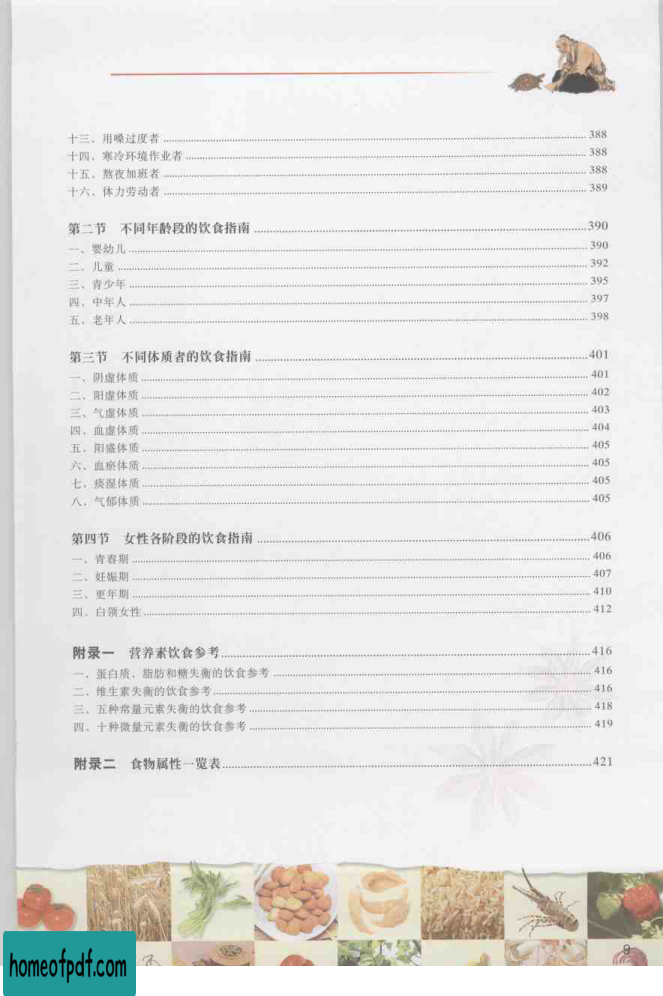 十三、用嗓过度者 388
十四、寒冷环境作业者 388
十五、熬夜加班者 388
十六、体力劳动者 389
第二节 不同年龄段的饮食指南 390
一、婴幼儿 390
二、儿童 392
三、青少年 395
四、中年人 397
五、老年人 398
第三节 不同体质者的饮食指南 401
一、阴虚体质 401
二、阳虚体质 402
三、气虚体质 403
四、血虚体质 404
五、阳盛体质 405
六、血瘀体质 405
七、痰湿体质 405
八、气郁体质 405
第四节 女性各阶段的饮食指南 406
一、青春期 406
二、妊娠期 407
三、更年期 410
四、白领女性 412
附录一 营养素饮食参考 416
一、蛋白质、脂肪和糖失衡的饮食参考 416
二、维生素失衡的饮食参考 416
三、五种常量元素失衡的饮食参考 418
四、十种微量元素失衡的饮食参考 419
附录二 食物属性一览表 421
9
homeofpdf.com